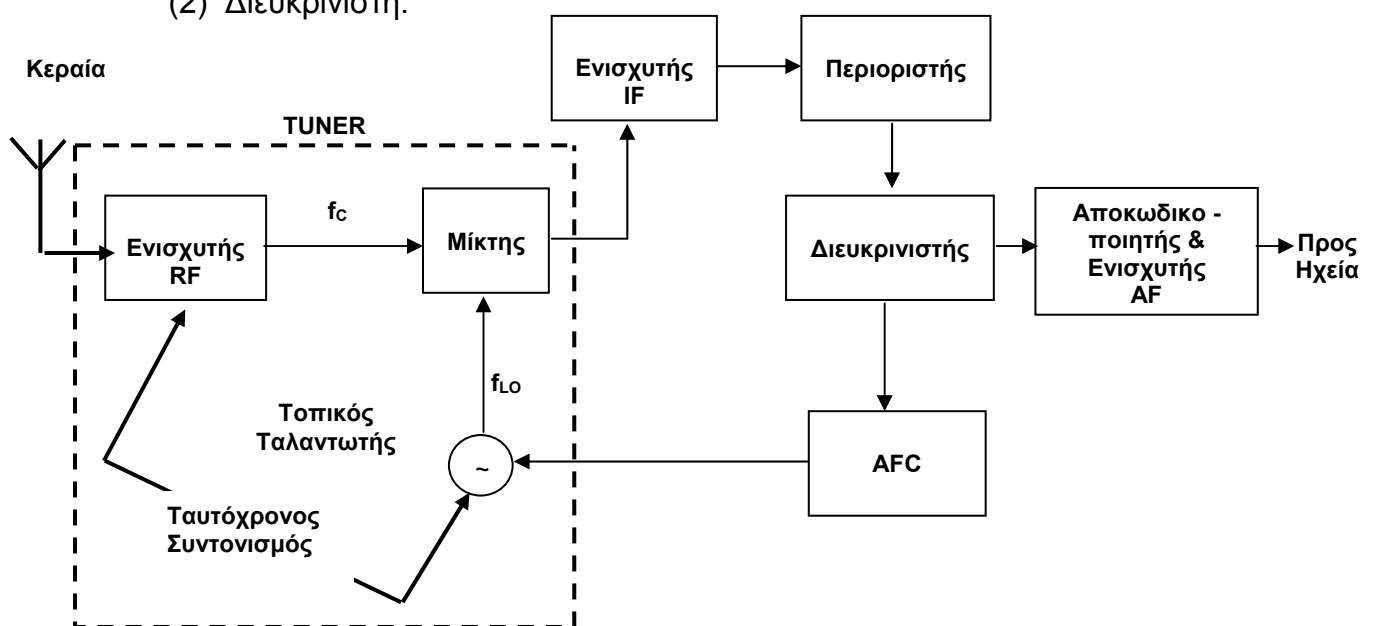 (2) Διευκρινιστή.
Κεραία
TUNER
Ενισχυτής
IF
Περιοριστής
Ενισχυτής
RF
fC
Μίκτης
Διευκρινιστής
Αποκωδικο -
ποιητής &
Ενισχυτής
AF
Προς
Ηχεία
fLO
Τοπικός
Ταλαντωτής
~
AFC
Ταυτόχρονος
Συντονισμός